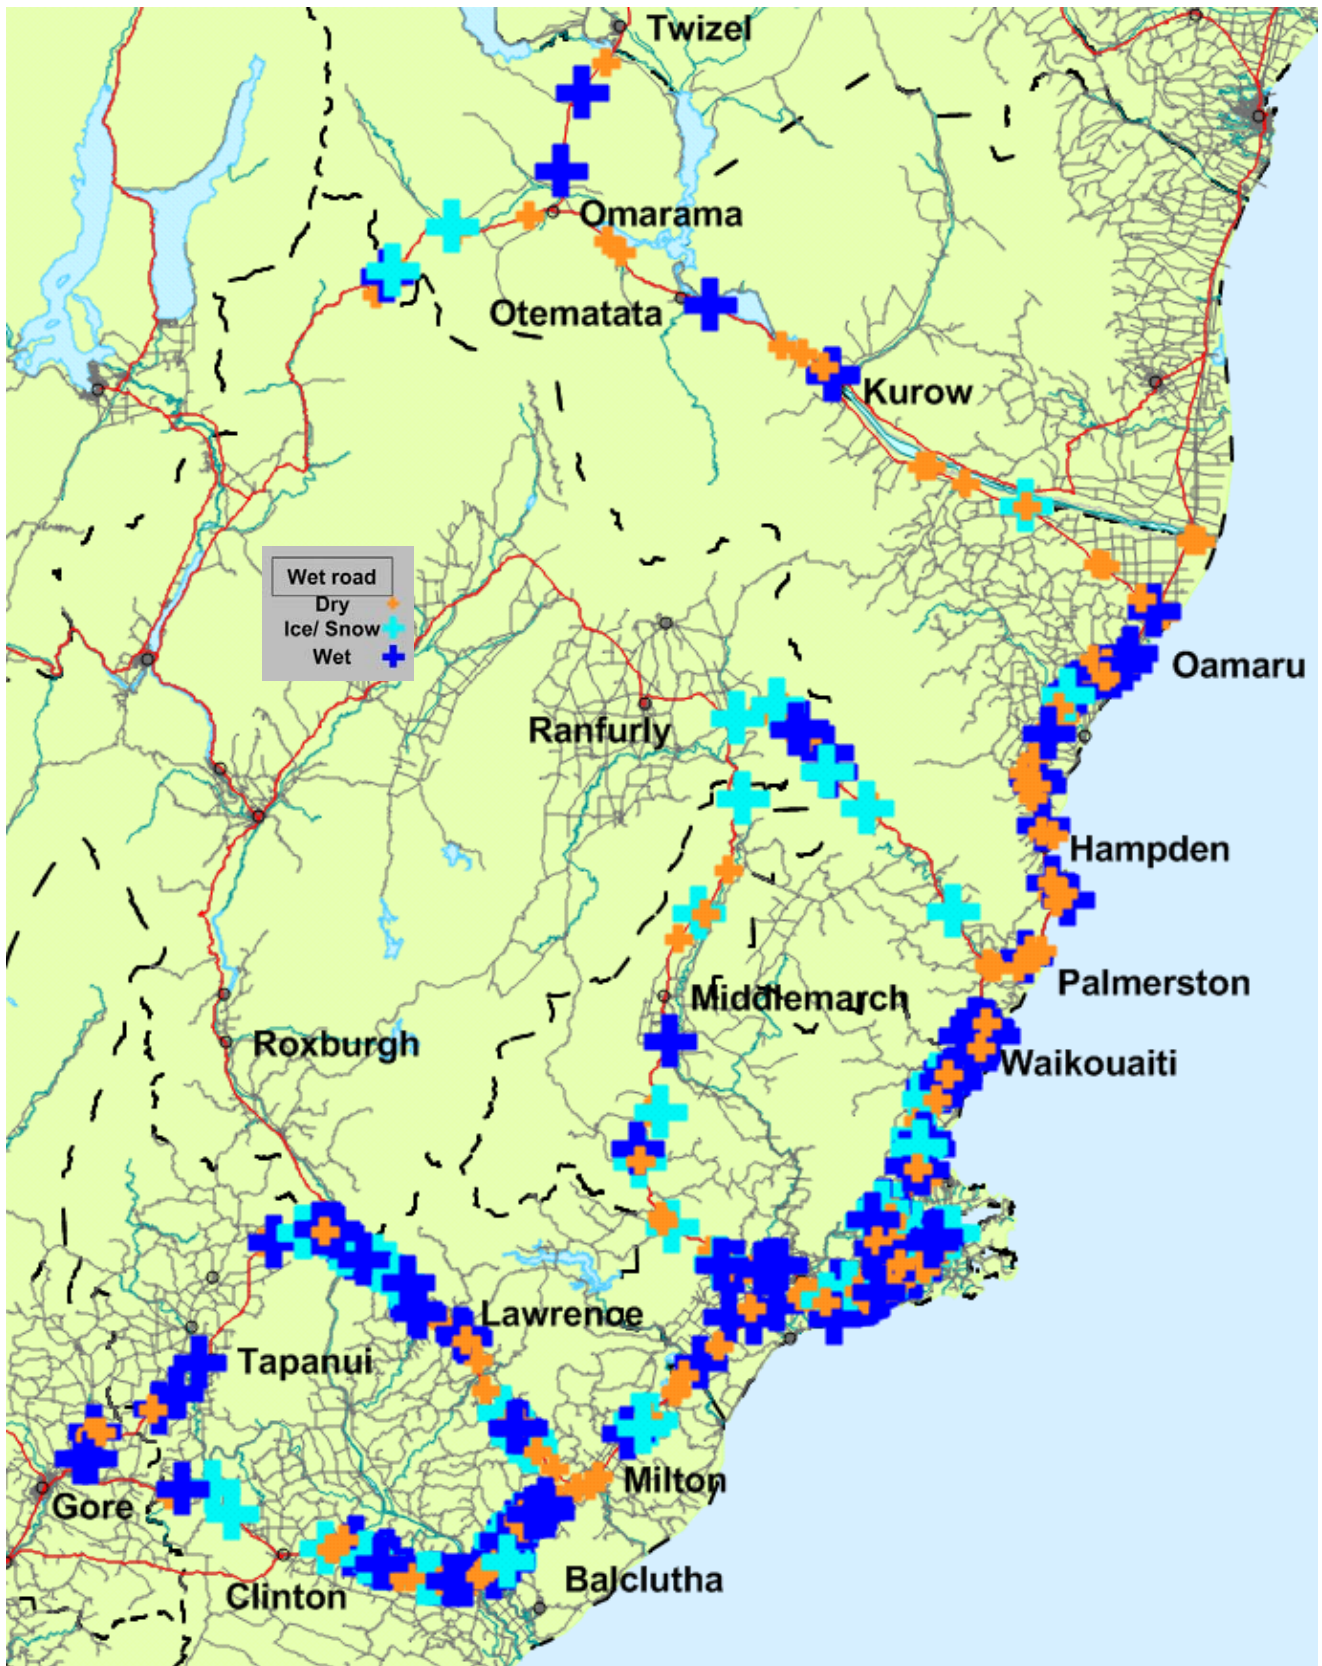 Twizel
Omarama
Otematata
Kurow
Wet road
Dry
Ice/ Snow
Wet
Oamaru
Ranfurly
Hampden
Palmerston
Middlemarch
Roxburgh
Waikouaiti
Lawrenoe
Tapanui
Milton
Gore
Balclutha
Clinton